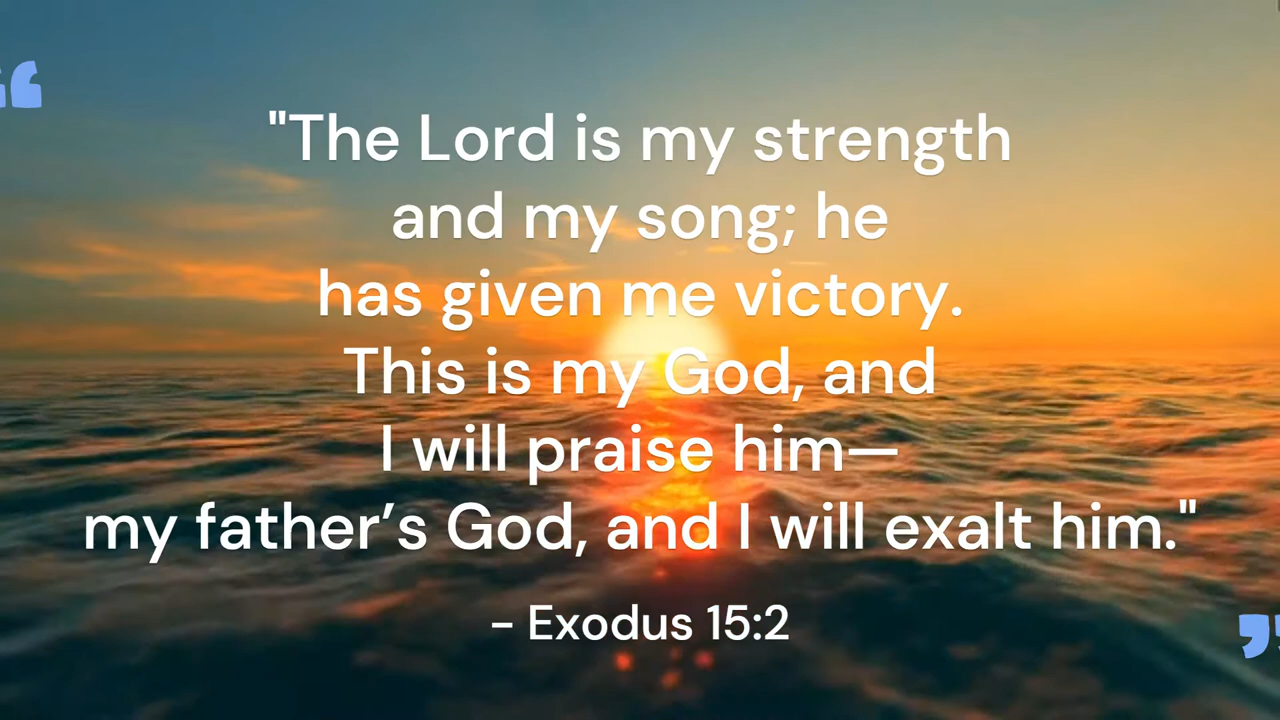 "The Lord is my strength
and my song; he
has given me victory.
This is my God, and
I will praise him—
my father’s God, and I will exalt him."
– Exodus 15:2